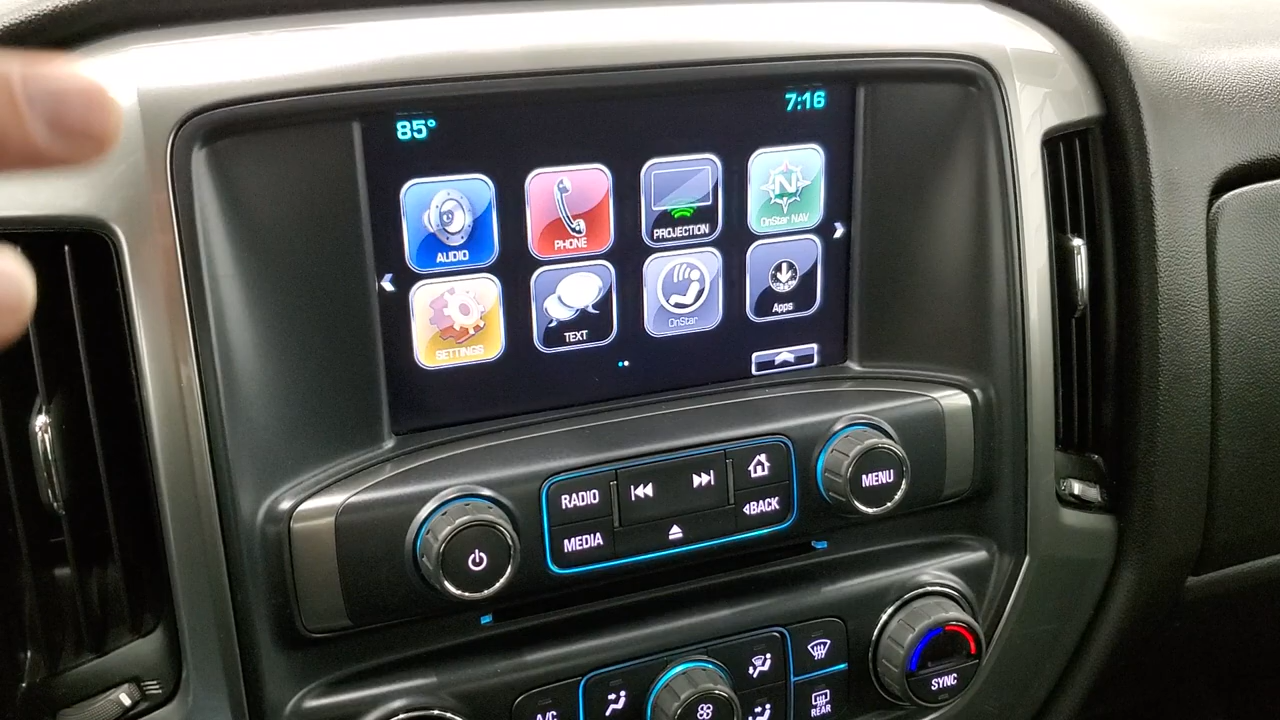 85°
7:16
AUDIO
PHONE
PROJECTION
N
OnStar NAV
SETTINGS
TEXT
OnStar
Apps
RADIO
MEDIA
BACK
MENU
A/C
REAR
SYNC